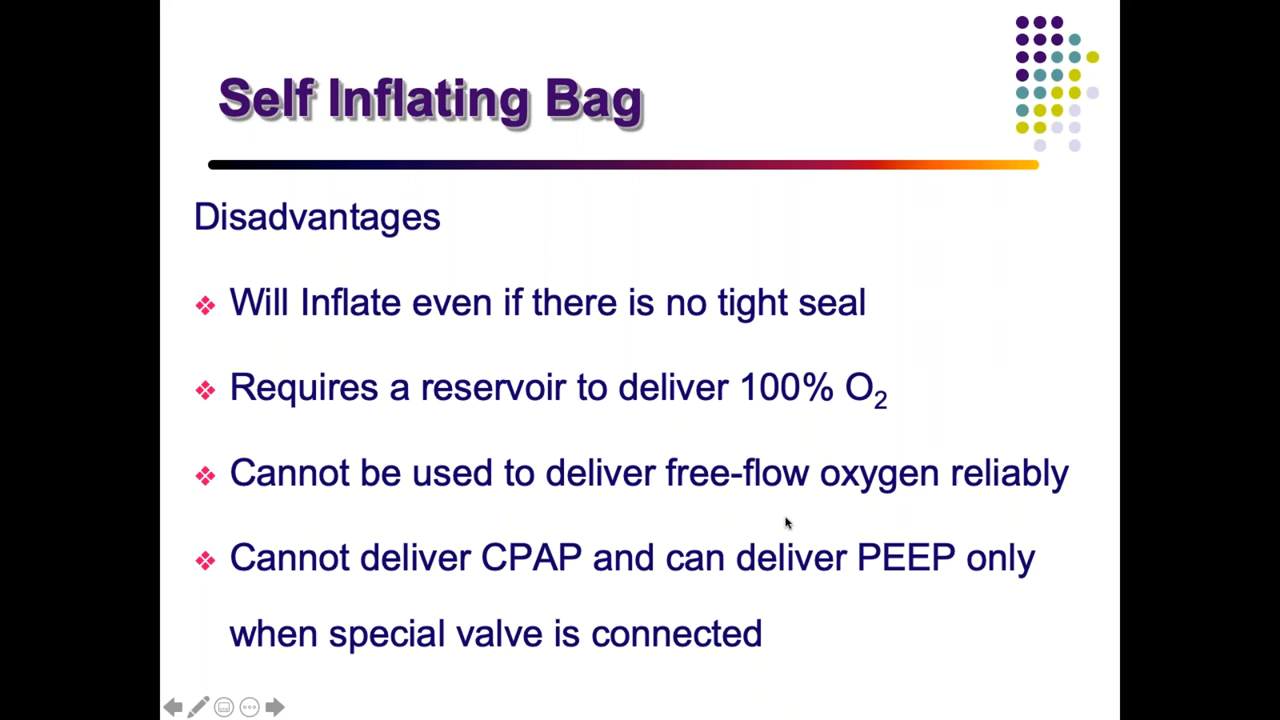 Self Inflating Bag
Disadvantages
Will Inflate even if there is no tight seal
Requires a reservoir to deliver 100% O₂
Cannot be used to deliver free-flow oxygen reliably
Cannot deliver CPAP and can deliver PEEP only
when special valve is connected